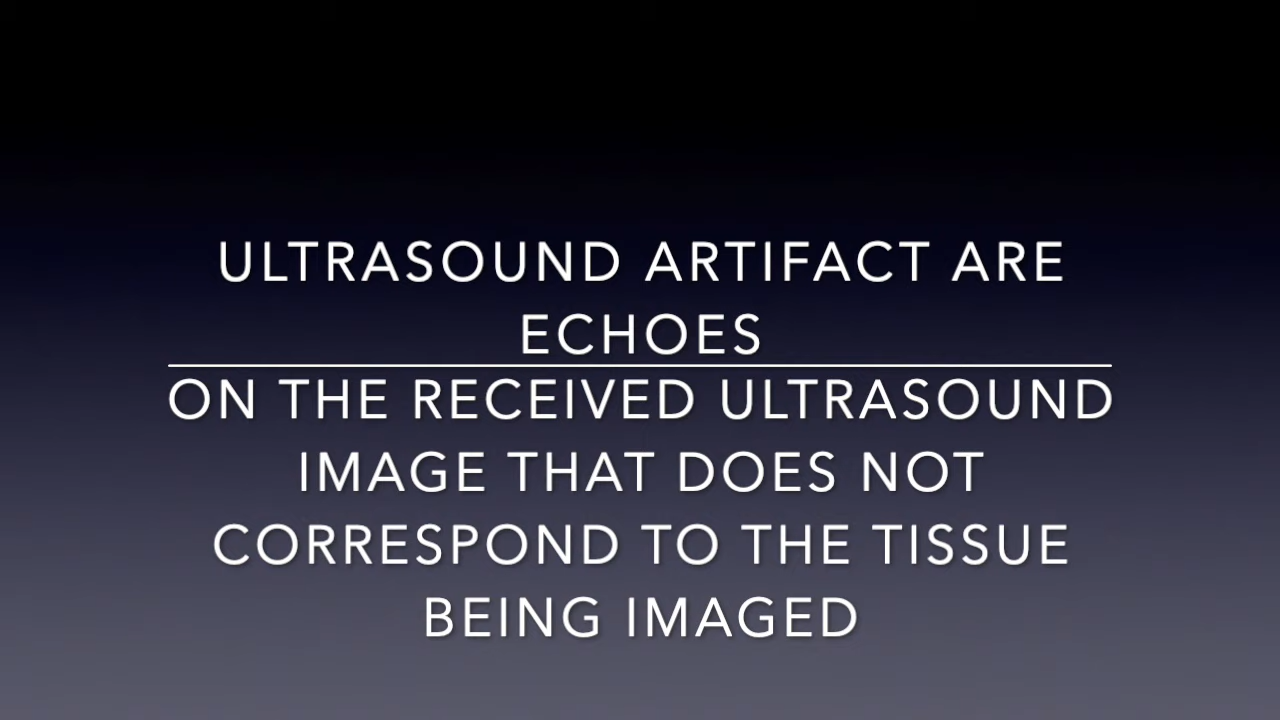 ULTRASOUND ARTIFACT ARE
ECHOES
ON THE RECEIVED ULTRASOUND
IMAGE THAT DOES NOT
CORRESPOND TO THE TISSUE
BEING IMAGED